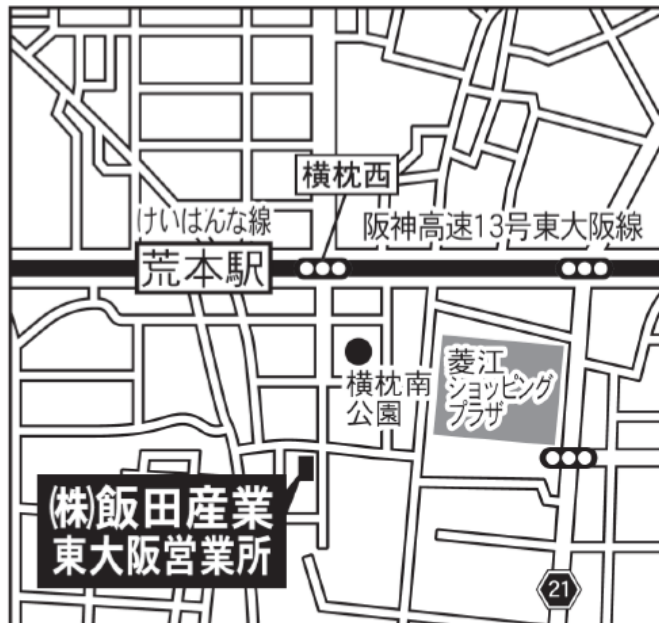 横枕西
けいはんな線
阪神高速13号東大阪線
荒本駅
横枕南
公園
菱江
ショッピング
プラザ
㈱飯田産業
東大阪営業所
21